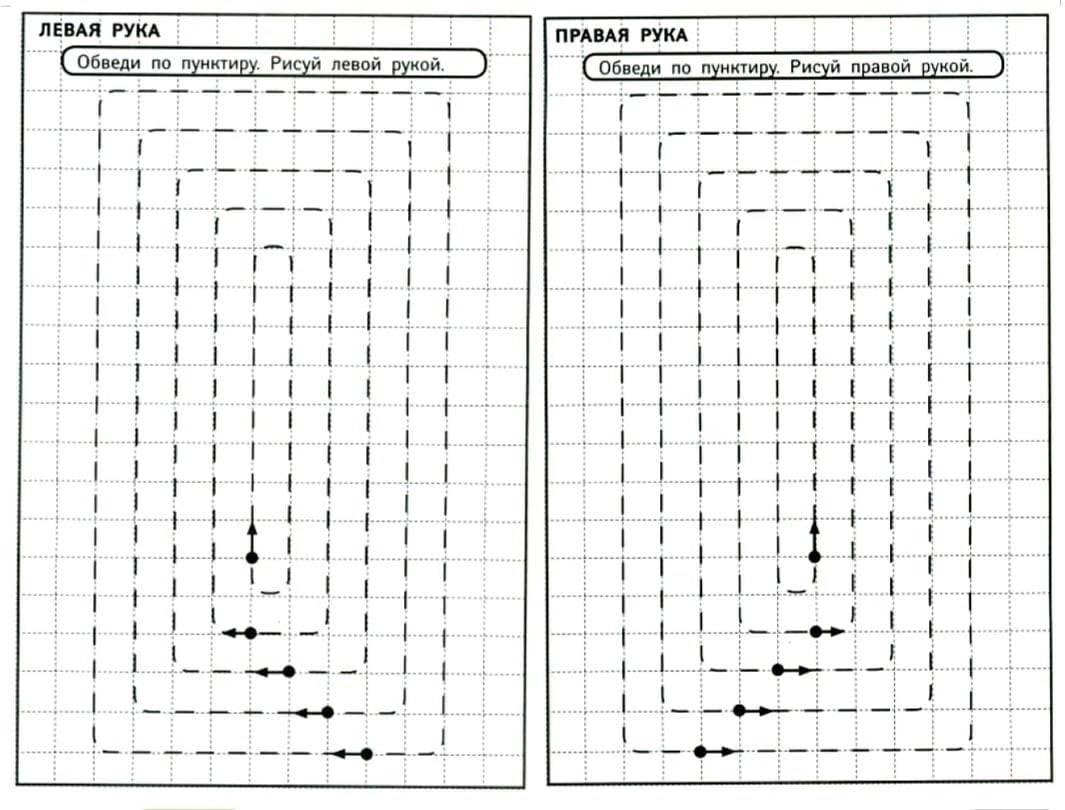 ЛЕВАЯ РУКА
Обведи по пунктиру. Рисуй левой рукой.
ПРАВАЯ РУКА
Обведи по пунктиру. Рисуй правой рукой.